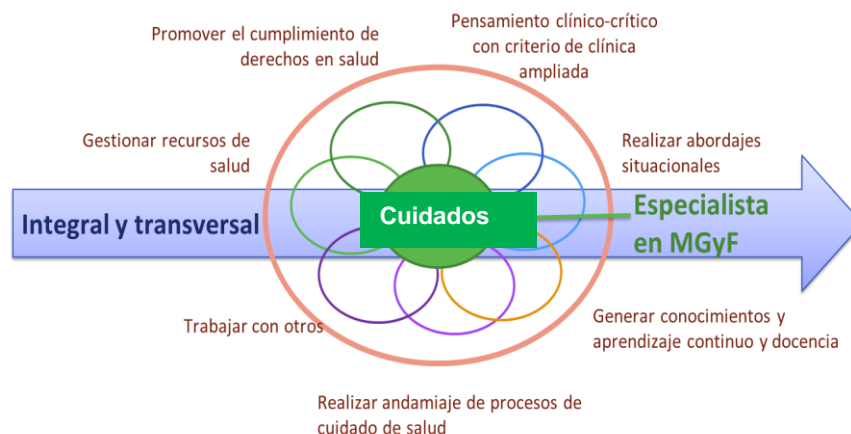 Promover el cumplimiento de
derechos en salud
Pensamiento clínico-crítico
con criterio de clínica
ampliada
Gestionar recursos de
salud
Realizar abordajes
situacionales
Integral y transversal
Cuidados
Especialista
en MGyF
Trabajar con otros
Generar conocimientos y
aprendizaje continuo y docencia
Realizar andamiaje de procesos de
cuidado de salud